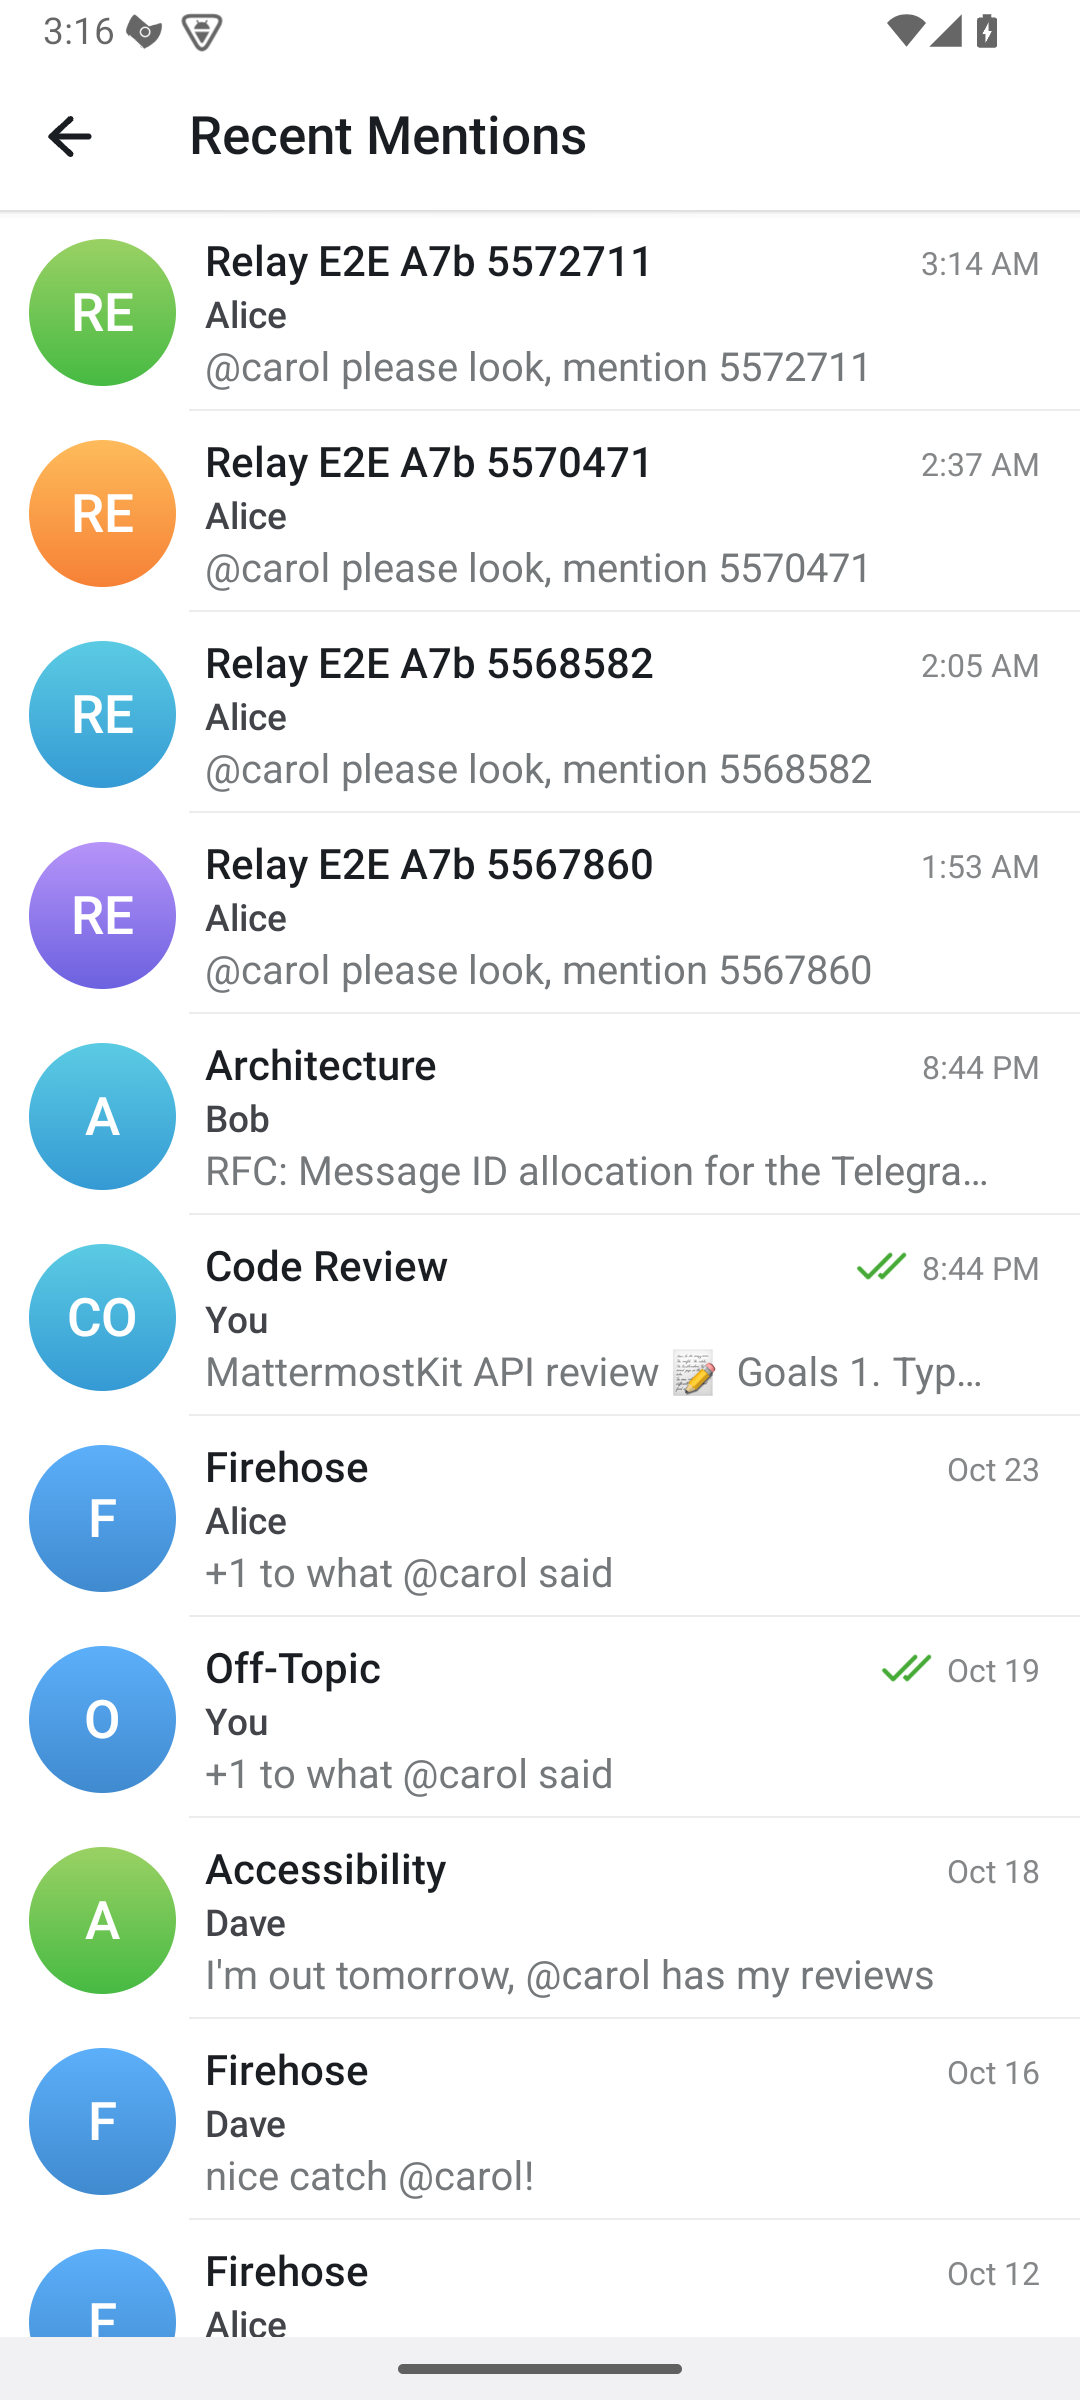 3:16
Recent Mentions
RE
Relay E2E A7b 5572711
3:14 AM
Alice
@carol please look, mention 5572711
RE
Relay E2E A7b 5570471
2:37 AM
Alice
@carol please look, mention 5570471
RE
Relay E2E A7b 5568582
2:05 AM
Alice
@carol please look, mention 5568582
RE
Relay E2E A7b 5567860
1:53 AM
Alice
@carol please look, mention 5567860
A
Architecture
8:44 PM
Bob
RFC: Message ID allocation for the Telegra...
CO
Code Review
8:44 PM
You
MattermostKit API review 📝 Goals 1. Typ...
F
Firehose
Oct 23
Alice
+1 to what @carol said
O
Off-Topic
Oct 19
You
+1 to what @carol said
A
Accessibility
Oct 18
Dave
I'm out tomorrow, @carol has my reviews
F
Firehose
Oct 16
Dave
nice catch @carol!
F
Firehose
Oct 12
Alice